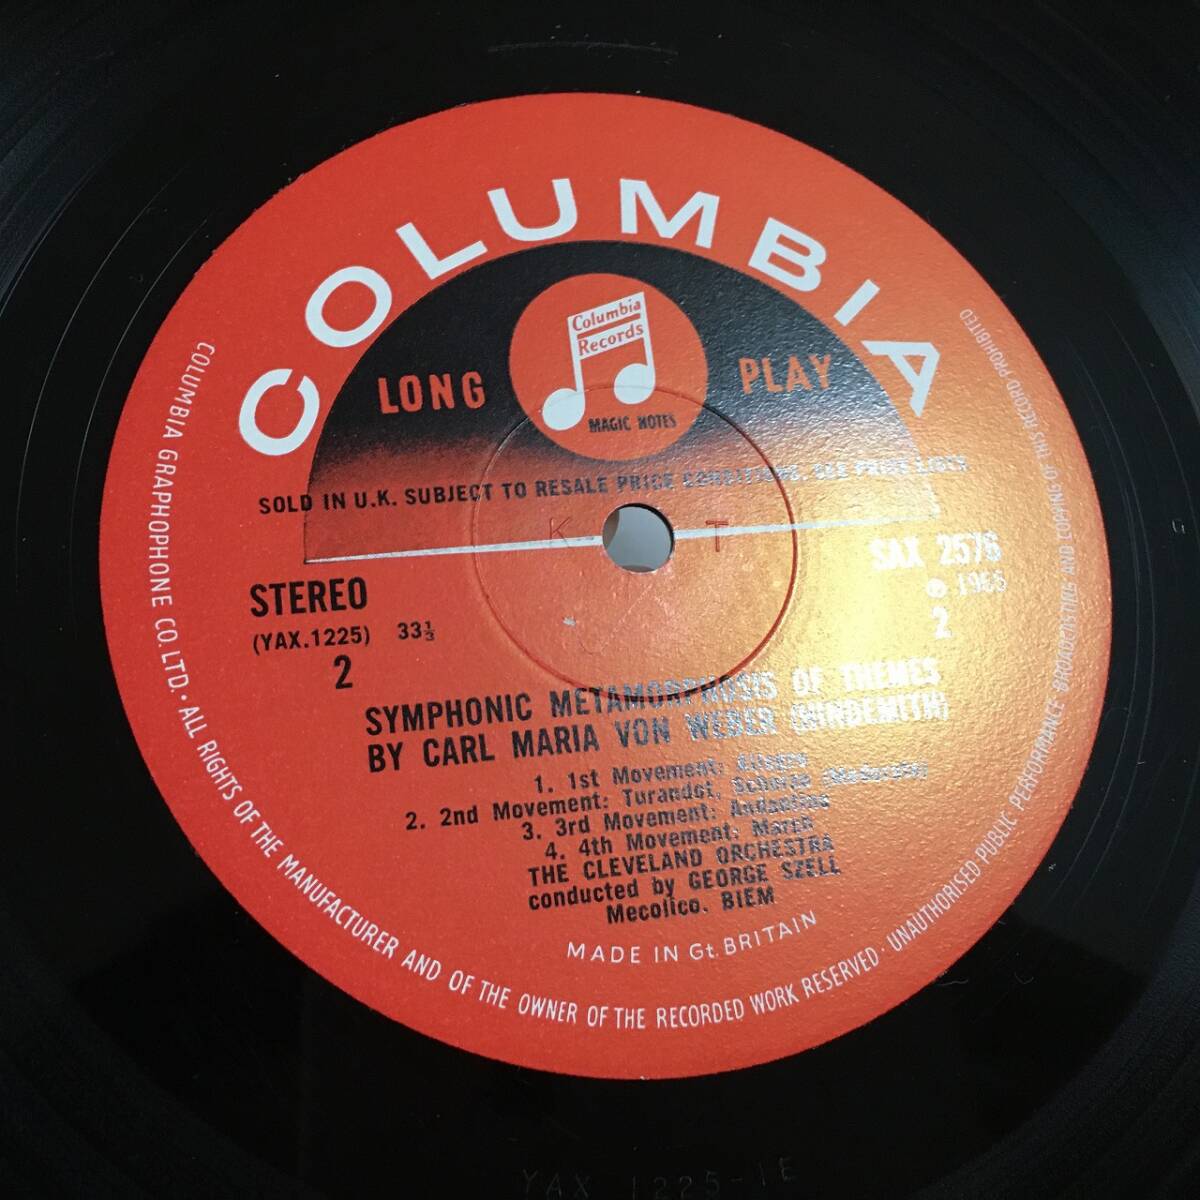 COLUMBIA
Columbia
Records
LONG PLAY
MAGIC NOTES
SOLD IN U.K. SUBJECT TO RESALE PRICE CONDITIONS. SEE PRICE LISTS
K T
STEREO
SAX 2576
(YAX.1225) 33⅓
℗ 1965
2
2
SYMPHONIC METAMORPHOSIS OF THEMES
BY CARL MARIA VON WEBER (HINDEMITH)
1. 1st Movement: Allegro
2. 2nd Movement: Turandot, Scherzo (Moderato)
3. 3rd Movement: Andantino
4. 4th Movement: March
THE CLEVELAND ORCHESTRA
conducted by GEORGE SZELL
Mecolico. BIEM
MADE IN Gt. BRITAIN
COLUMBIA GRAPHOPHONE CO. LTD. · ALL RIGHTS OF THE MANUFACTURER AND OF THE OWNER OF THE RECORDED WORK RESERVED · UNAUTHORISED PUBLIC PERFORMANCE BROADCASTING AND COPYING OF THIS RECORD PROHIBITED
YAX 1225-1E